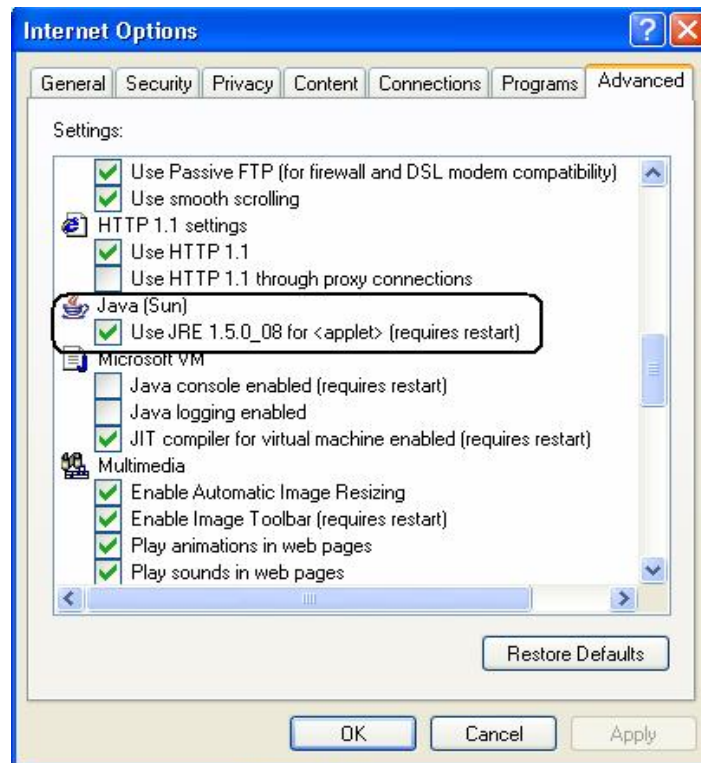 Internet Options
General Security Privacy Content Connections Programs Advanced
Settings:
Use Passive FTP (for firewall and DSL modem compatibility)
Use smooth scrolling
HTTP 1.1 settings
Use HTTP 1.1
Use HTTP 1.1 through proxy connections
Java (Sun)
Use JRE 1.5.0_08 for <applet> (requires restart)
Microsoft VM
Java console enabled (requires restart)
Java logging enabled
JIT compiler for virtual machine enabled (requires restart)
Multimedia
Enable Automatic Image Resizing
Enable Image Toolbar (requires restart)
Play animations in web pages
Play sounds in web pages
Restore Defaults
OK Cancel Apply